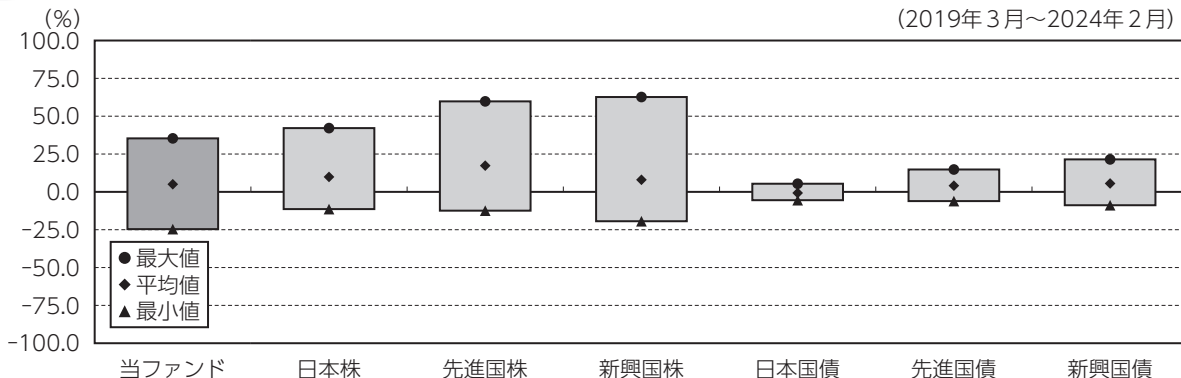 (%)
(2019年3月~2024年2月)
100.0
75.0
50.0
25.0
0.0
-25.0
-50.0
-75.0
-100.0
最大値
平均値
最小値
当ファンド 日本株 先進国株 新興国株 日本国債 先進国債 新興国債